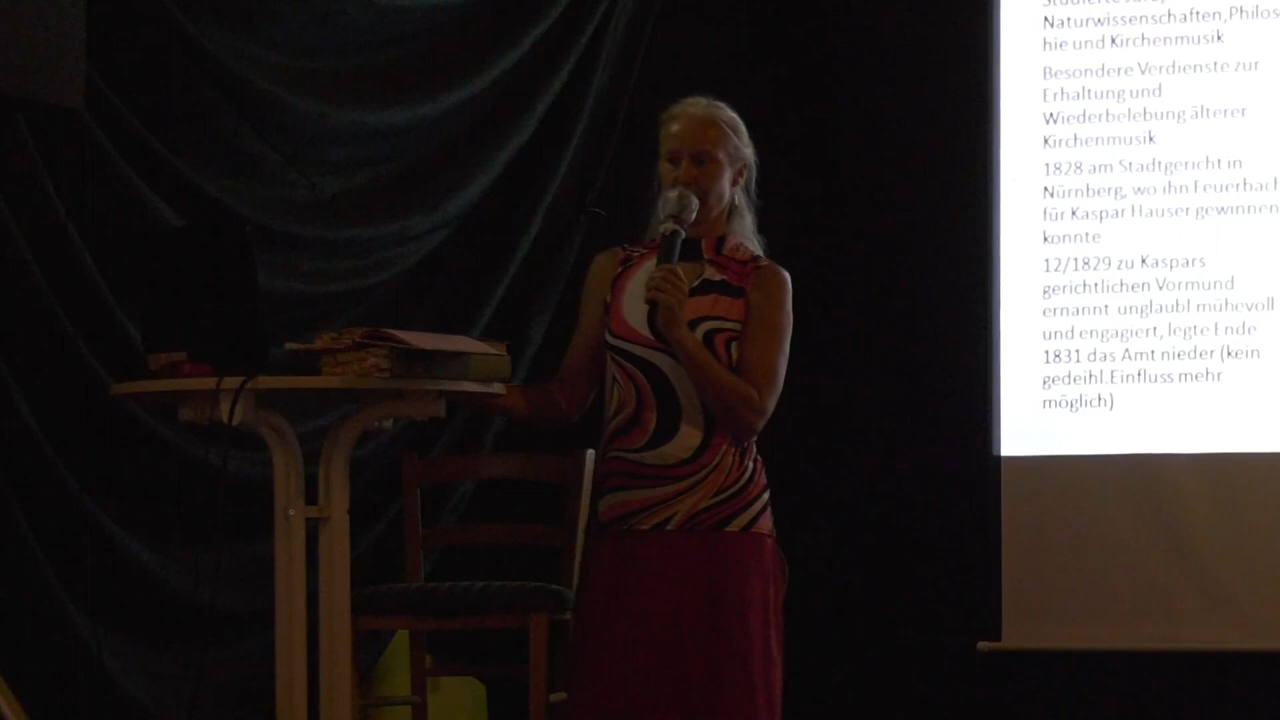 Studierte Jura,
Naturwissenschaften,Philos
hie und Kirchenmusik
Besondere Verdienste zur
Erhaltung und
Wiederbelebung älterer
Kirchenmusik
1828 am Stadtgericht in
Nürnberg, wo ihn Feuerbach
für Kaspar Hauser gewinnen
konnte
12/1829 zu Kaspars
gerichtlichen Vormund
ernannt unglaubl mühevoll
und engagiert, legte Ende
1831 das Amt nieder (kein
gedeihl.Einfluss mehr
möglich)